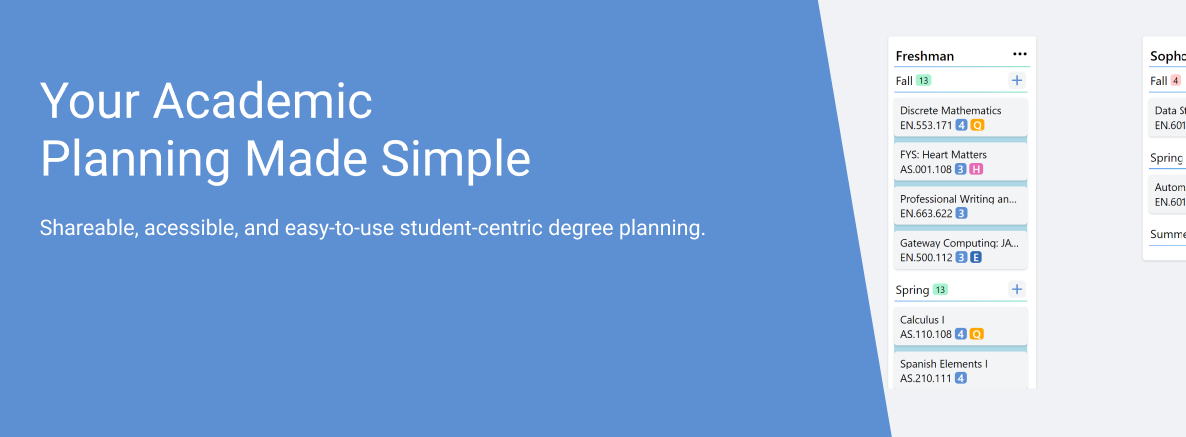 Your Academic
Planning Made Simple
Shareable, acessible, and easy-to-use student-centric degree planning.
Freshman
Fall 13
Discrete Mathematics
EN.553.171 4 Q
FYS: Heart Matters
AS.001.108 3 H
Professional Writing an...
EN.663.622 3
Gateway Computing: JA...
EN.500.112 3 E
Spring 13
Calculus I
AS.110.108 4 Q
Spanish Elements I
AS.210.111 4
Sopho
Fall 4
Data St
EN.601
Spring
Autom
EN.601
Summe